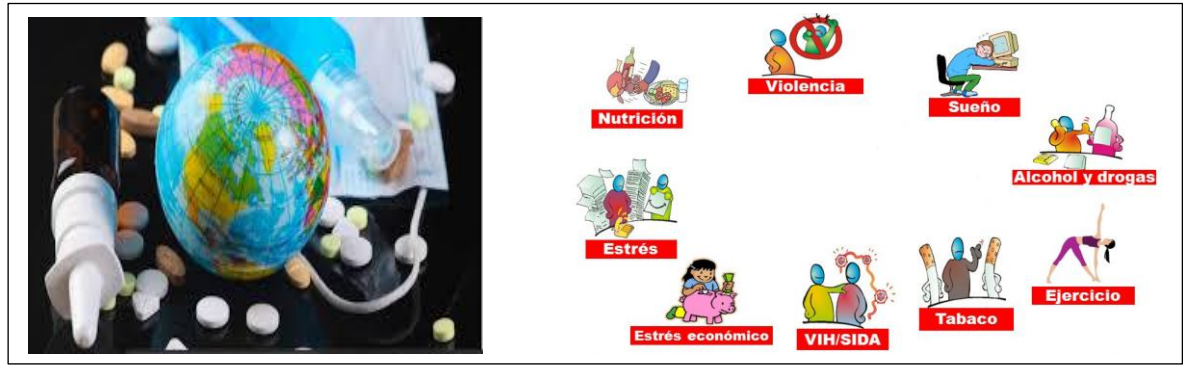 Violencia
Sueño
Nutrición
Alcohol y drogas
Estrés
Ejercicio
Tabaco
Estrés económico
VIH/SIDA